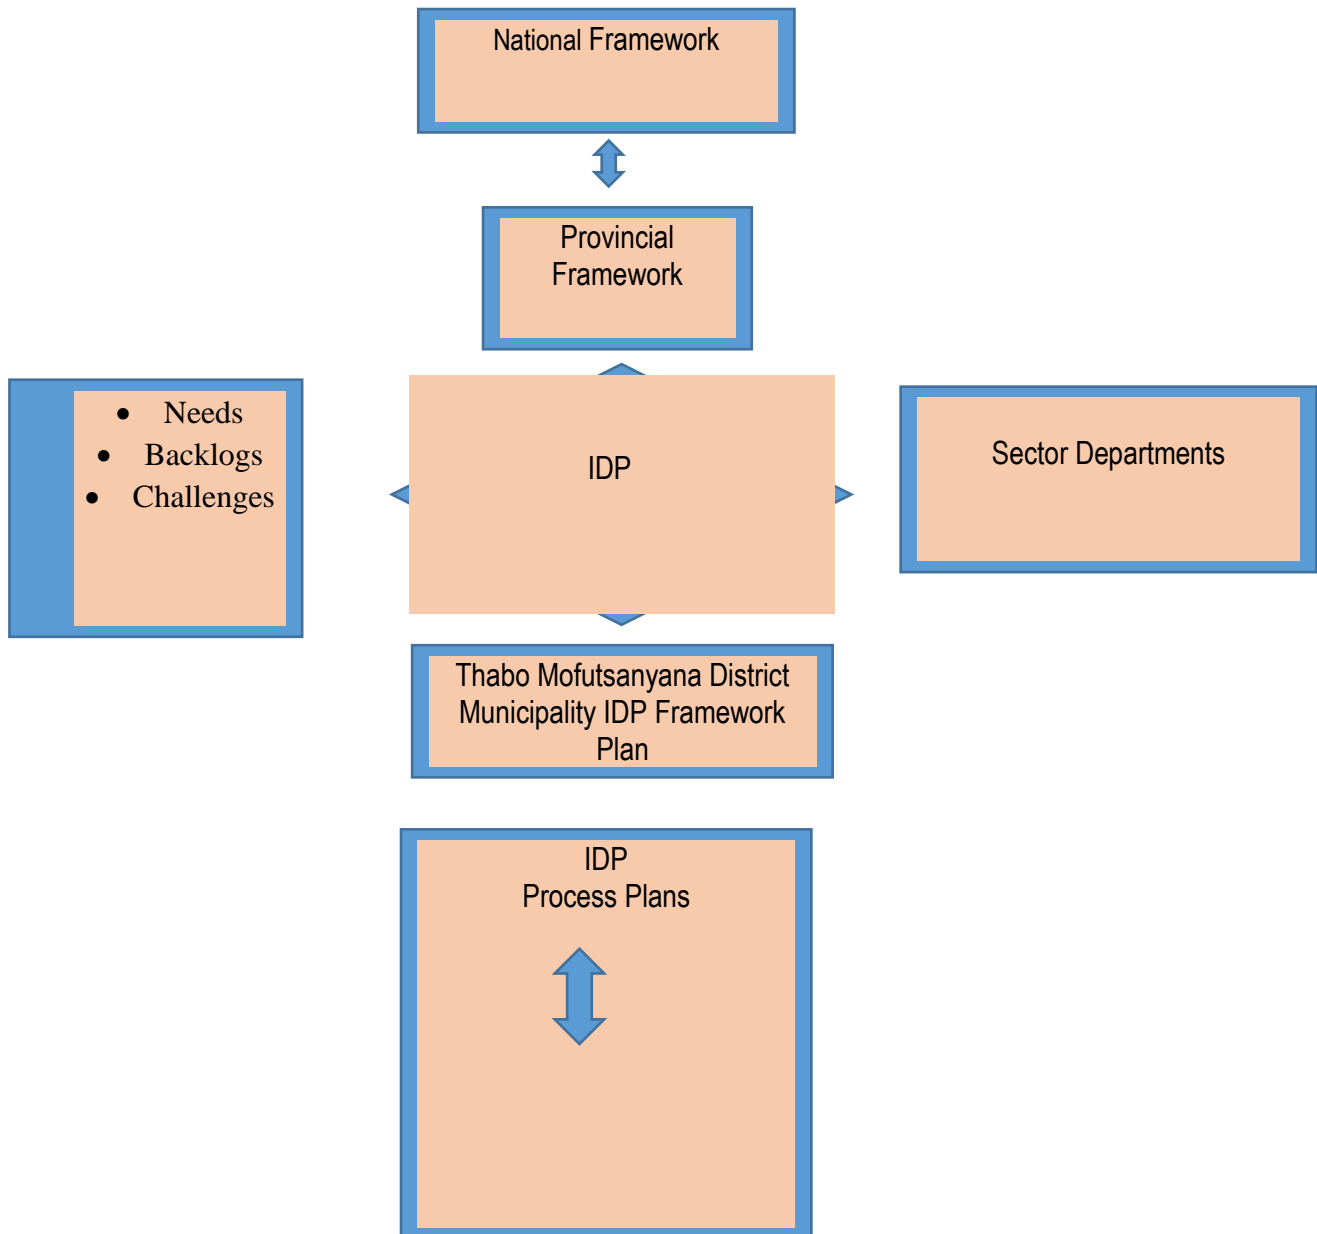 National Framework
Provincial
Framework
• Needs
• Backlogs
• Challenges
IDP
Sector Departments
Thabo Mofutsanyana District
Municipality IDP Framework
Plan
IDP
Process Plans